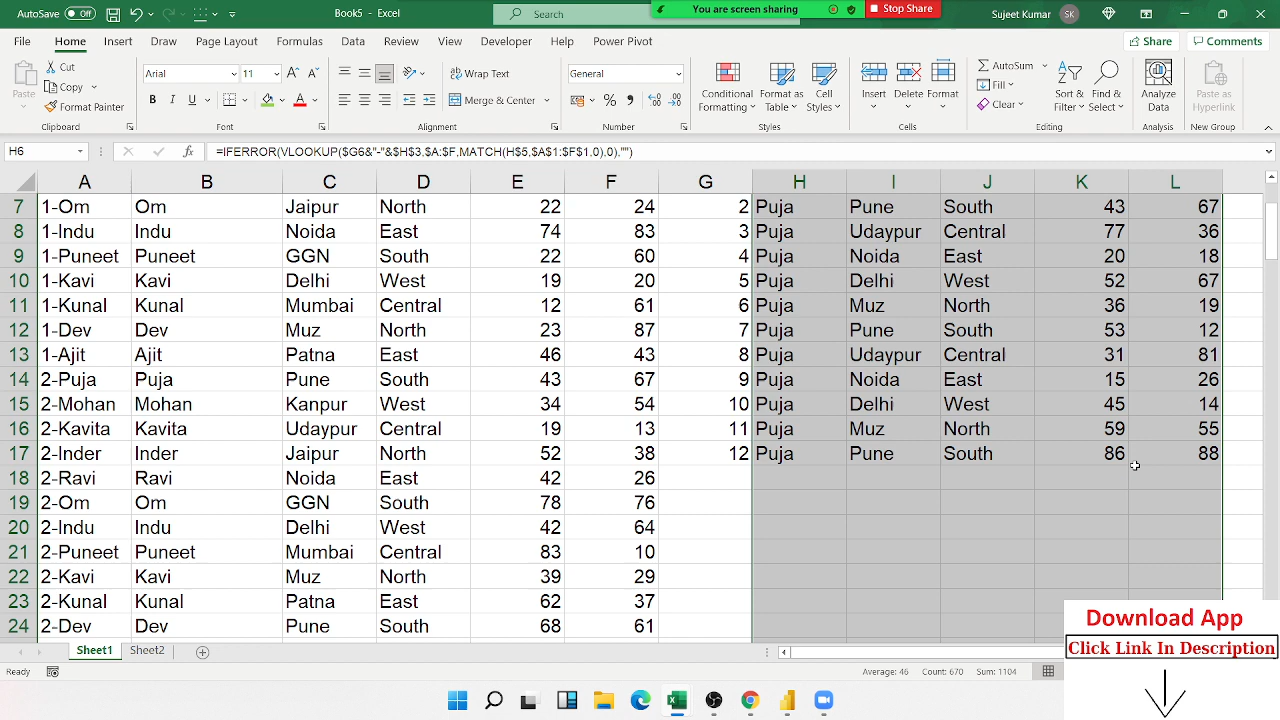 AutoSave Off Book5 - Excel Search You are screen sharing Stop Share Sujeet Kumar SK
File Home Insert Draw Page Layout Formulas Data Review View Developer Help Power Pivot Share Comments
Paste Cut Copy Format Painter Clipboard
Arial 11 B I U Font
Wrap Text Merge & Center Alignment
General Number
Conditional Formatting Format as Table Cell Styles Styles
Insert Delete Format Cells
AutoSum Fill Clear Sort & Filter Find & Select Editing
Analyze Data Analysis
Paste as Hyperlink New Group
H6 fx =IFERROR(VLOOKUP($G6&"-"&$H$3,$A:$F,MATCH(H$5,$A$1:$F$1,0),0),"")
A B C D E F G H I J K L
7 1-Om Om Jaipur North 22 24 2 Puja Pune South 43 67
8 1-Indu Indu Noida East 74 83 3 Puja Udaypur Central 77 36
9 1-Puneet Puneet GGN South 22 60 4 Puja Noida East 20 18
10 1-Kavi Kavi Delhi West 19 20 5 Puja Delhi West 52 67
11 1-Kunal Kunal Mumbai Central 12 61 6 Puja Muz North 36 19
12 1-Dev Dev Muz North 23 87 7 Puja Pune South 53 12
13 1-Ajit Ajit Patna East 46 43 8 Puja Udaypur Central 31 81
14 2-Puja Puja Pune South 43 67 9 Puja Noida East 15 26
15 2-Mohan Mohan Kanpur West 34 54 10 Puja Delhi West 45 14
16 2-Kavita Kavita Udaypur Central 19 13 11 Puja Muz North 59 55
17 2-Inder Inder Jaipur North 52 38 12 Puja Pune South 86 88
18 2-Ravi Ravi Noida East 42 26
19 2-Om Om GGN South 78 76
20 2-Indu Indu Delhi West 42 64
21 2-Puneet Puneet Mumbai Central 83 10
22 2-Kavi Kavi Muz North 39 29
23 2-Kunal Kunal Patna East 62 37
24 2-Dev Dev Pune South 68 61
Download App
Click Link In Description
Sheet1 Sheet2
Ready Average: 46 Count: 670 Sum: 1104